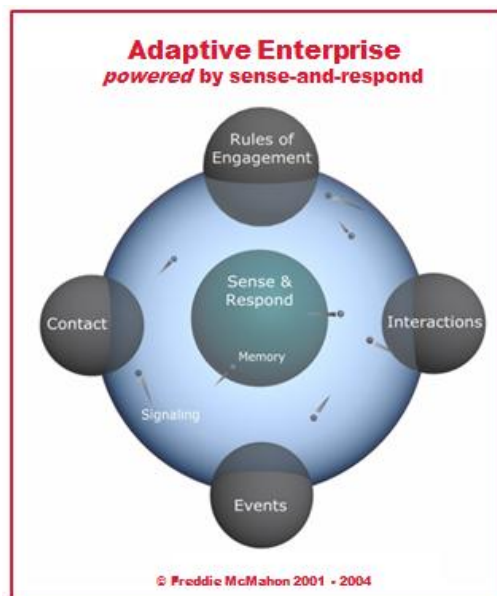 Adaptive Enterprise
powered by sense-and-respond
Rules of
Engagement
Sense &
Respond
Contact
Interactions
Memory
Signaling
Events
© Freddie McMahon 2001 - 2004